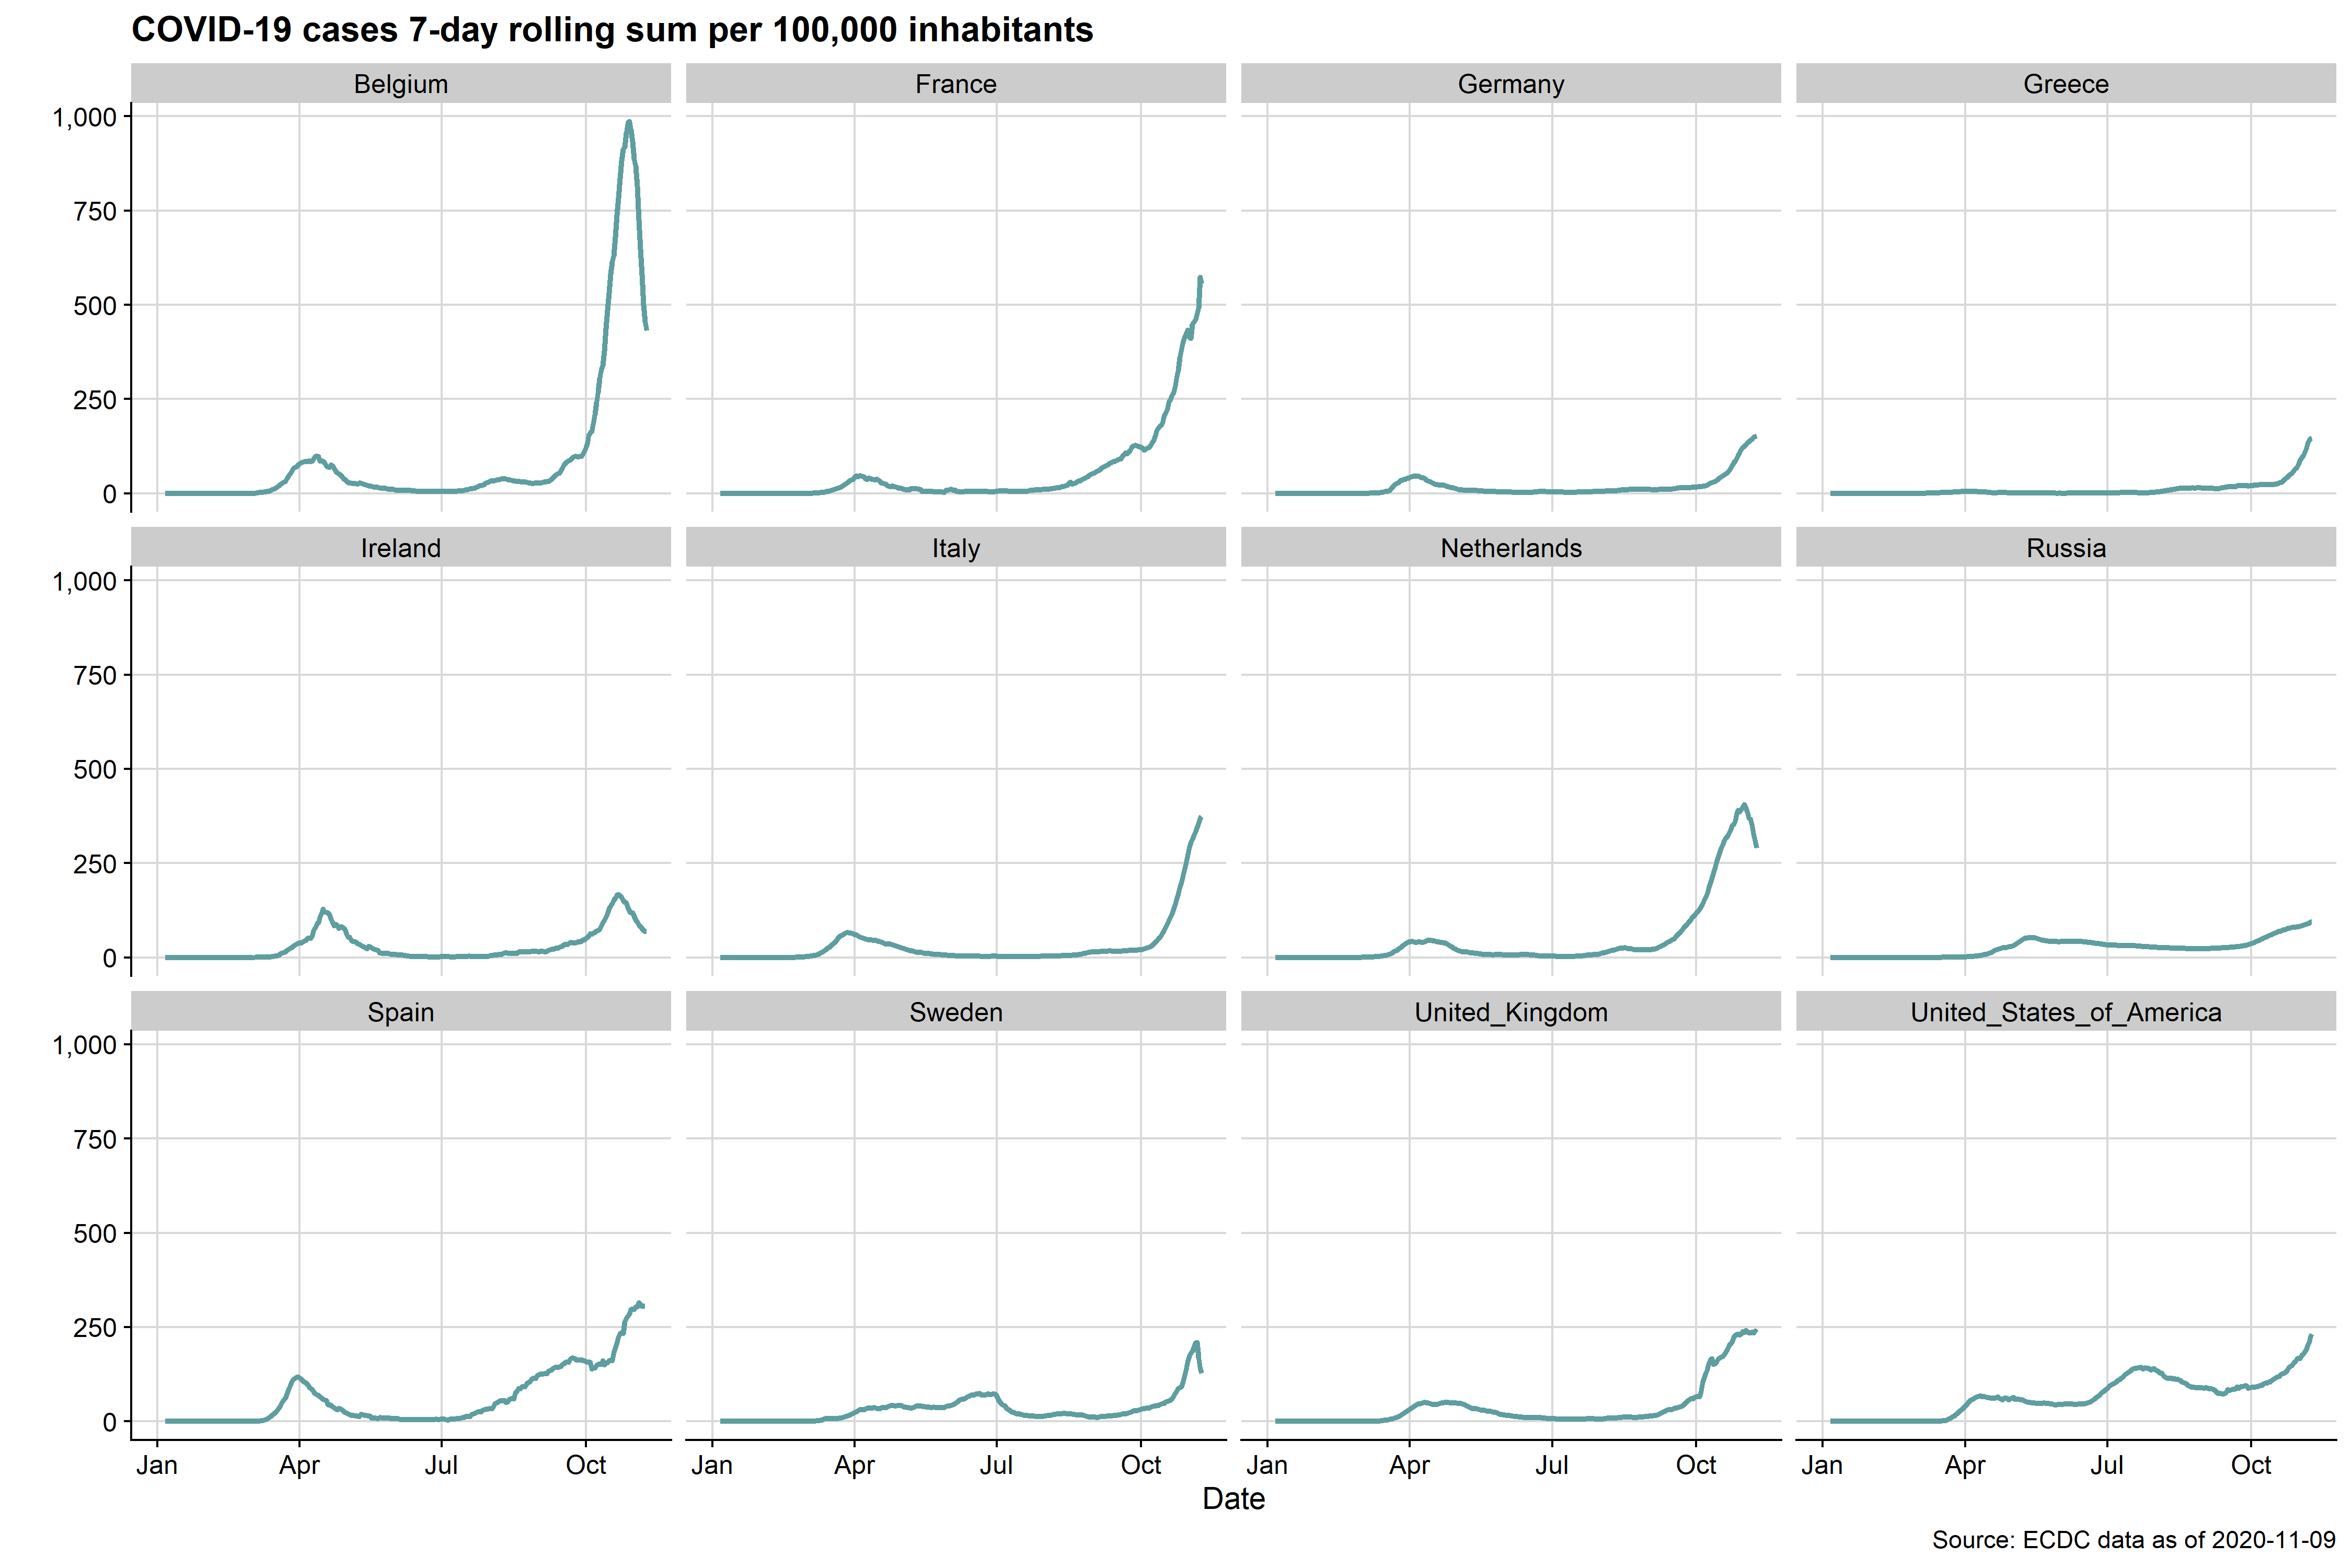 COVID-19 cases 7-day rolling sum per 100,000 inhabitants
Belgium France Germany Greece
1,000
750
500
250
0
Ireland Italy Netherlands Russia
1,000
750
500
250
0
Spain Sweden United_Kingdom United_States_of_America
1,000
750
500
250
0
Jan Apr Jul Oct Jan Apr Jul Oct Jan Apr Jul Oct Jan Apr Jul Oct
Date
Source: ECDC data as of 2020-11-09